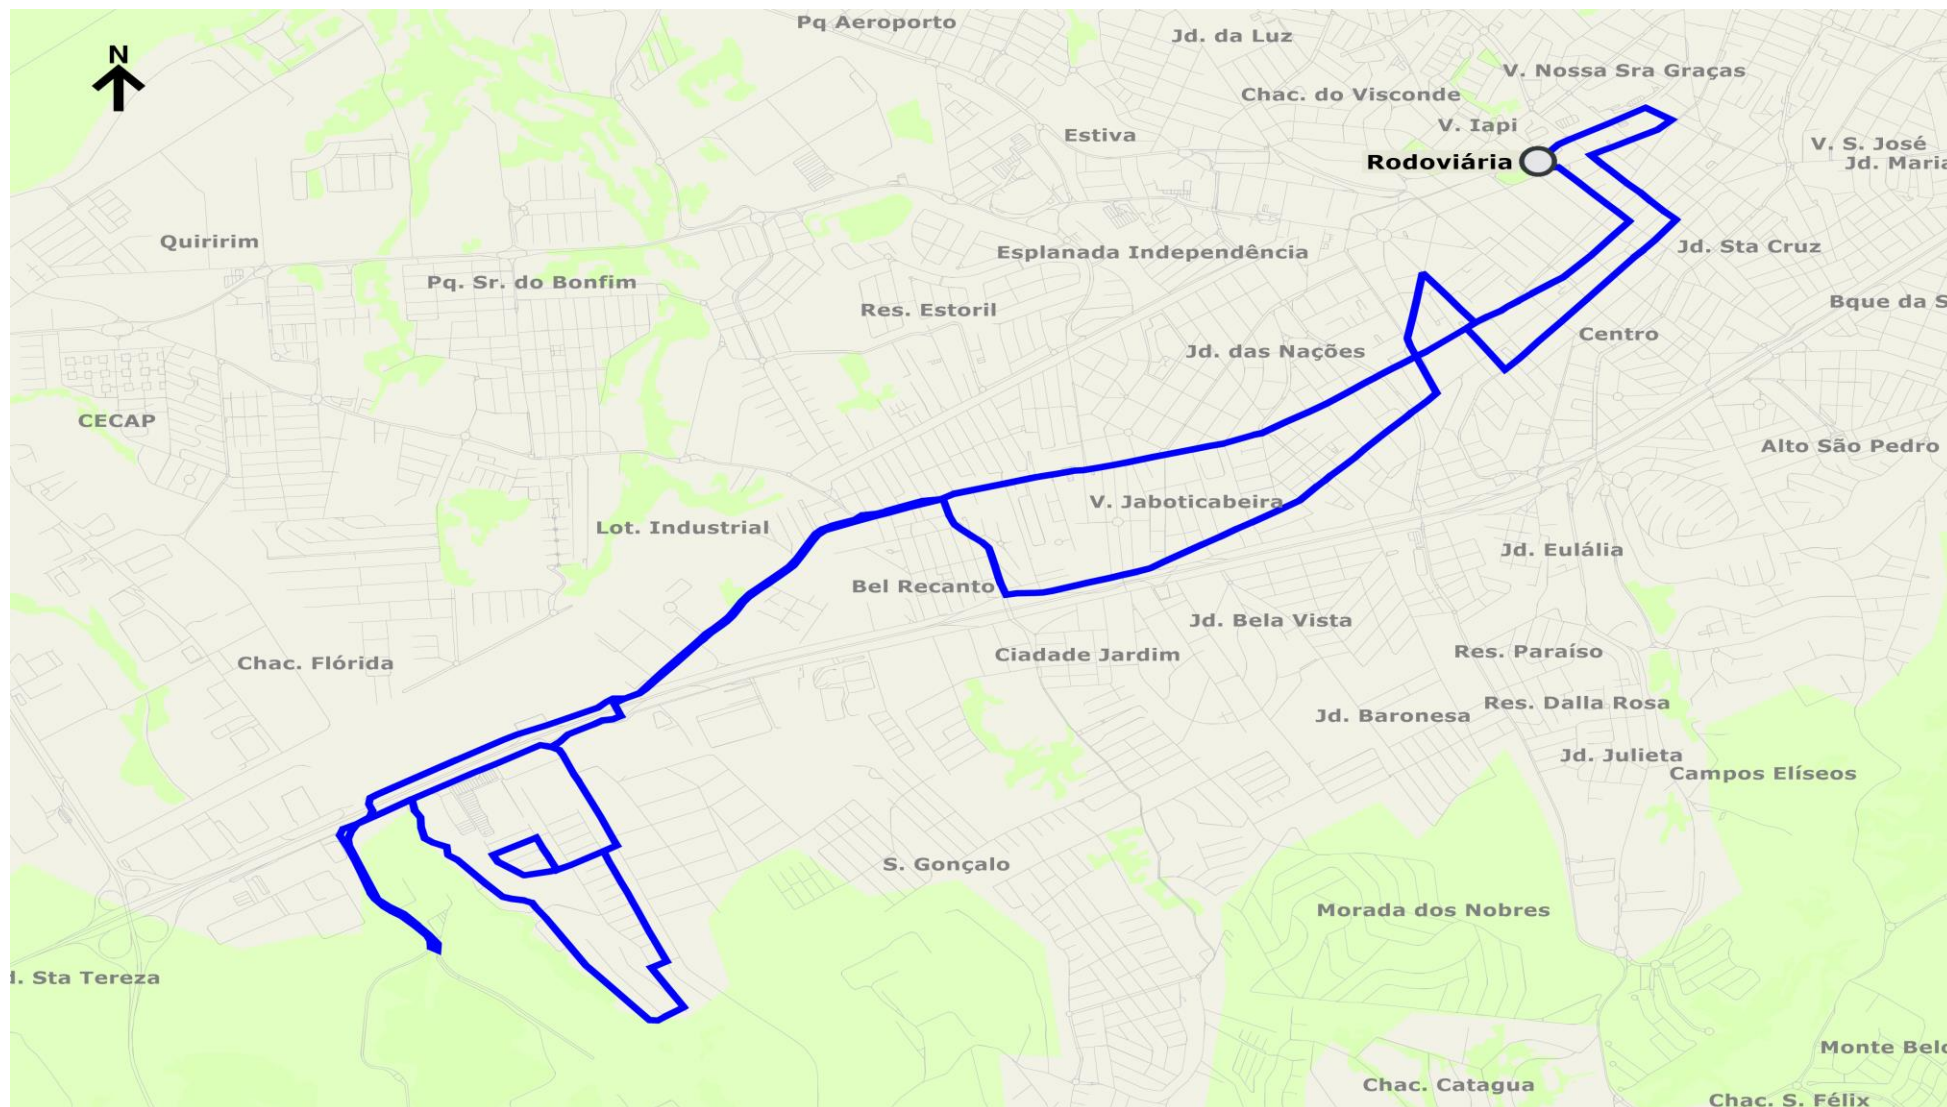 Pq Aeroporto
Jd. da Luz
N
V. Nossa Sra Graças
Chac. do Visconde
V. Iapi
Estiva
V. S. José
Rodoviária
Jd. Maria
Quiririm
Jd. Sta Cruz
Esplanada Independência
Pq. Sr. do Bonfim
Bque da S
Res. Estoril
Centro
Jd. das Nações
CECAP
Alto São Pedro
V. Jaboticabeira
Lot. Industrial
Jd. Eulália
Bel Recanto
Jd. Bela Vista
Res. Paraíso
Ciadade Jardim
Chac. Flórida
Res. Dalla Rosa
Jd. Baronesa
Jd. Julieta
Campos Elíseos
S. Gonçalo
Morada dos Nobres
d. Sta Tereza
Monte Belo
Chac. Catagua
Chac. S. Félix